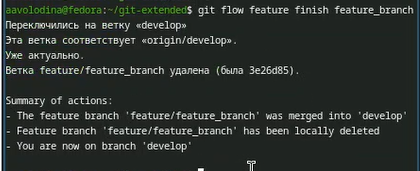 aavolodina@fedora:~/git-extended$ git flow feature finish feature_branch
Переключились на ветку «develop»
Эта ветка соответствует «origin/develop».
Уже актуально.
Ветка feature/feature_branch удалена (была 3e26d85).
Summary of actions:
- The feature branch 'feature/feature_branch' was merged into 'develop'
- Feature branch 'feature/feature_branch' has been locally deleted
- You are now on branch 'develop'